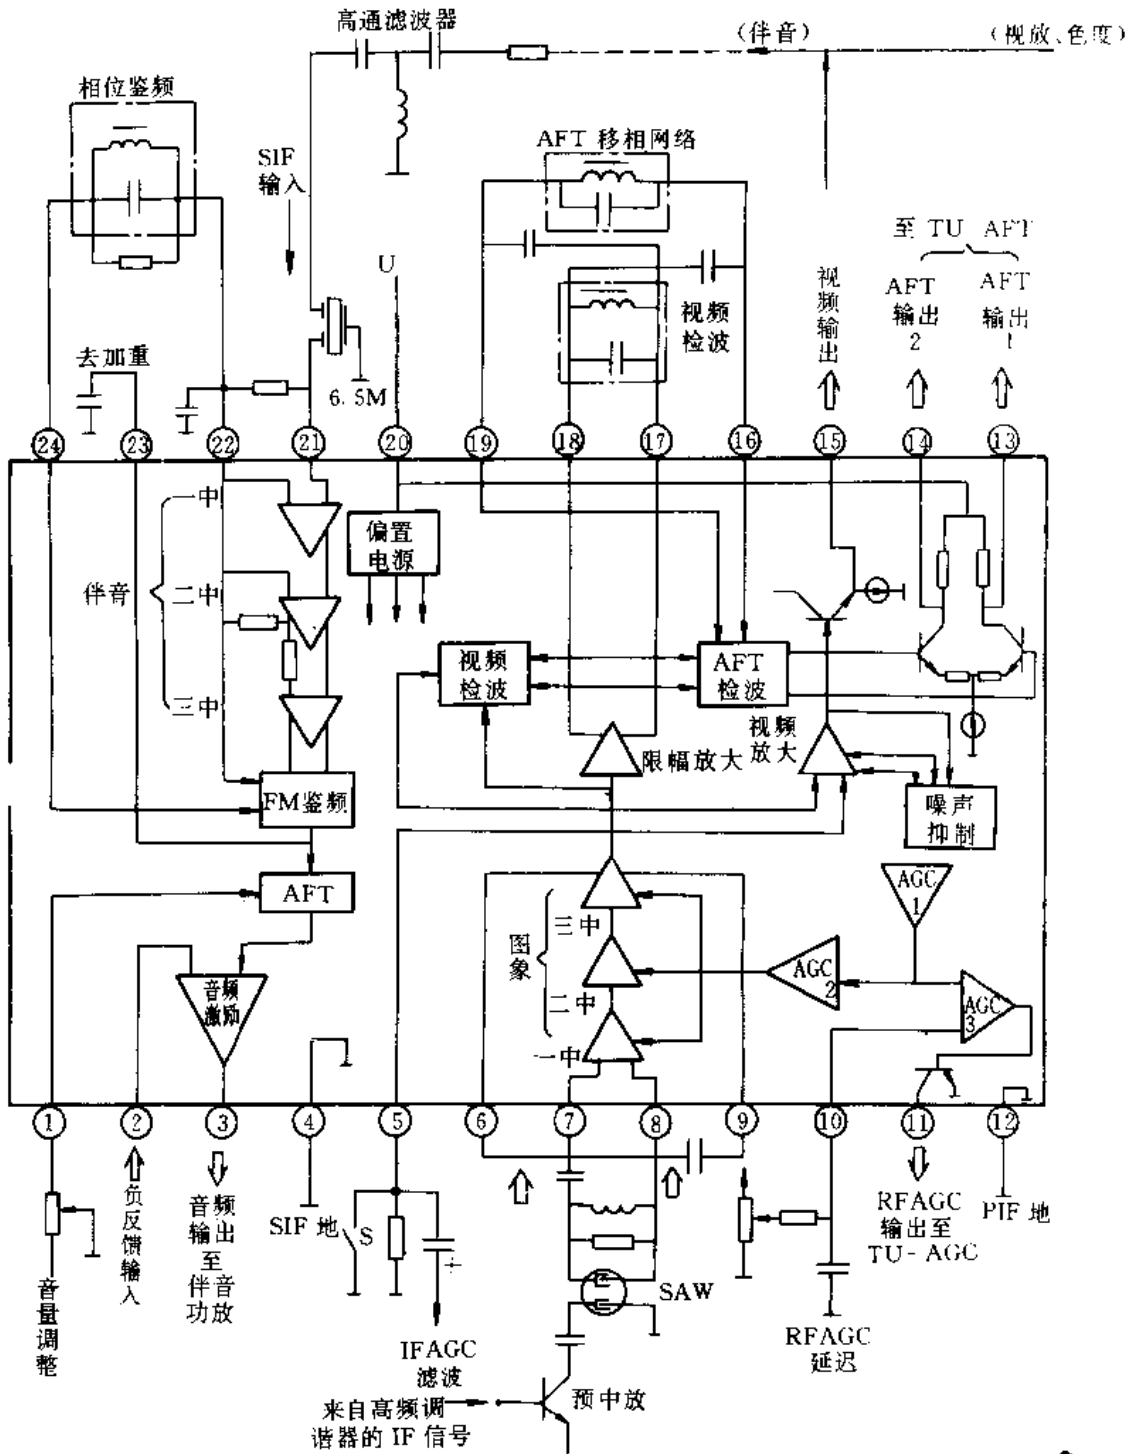 高通滤波器
(伴音)
(视放、色度)
相位鉴频
SIF
输入
AFT 移相网络
U
视频
检波
视频输出
至 TU AFT
AFT
输出
2
AFT
输出
1
去加重
6.5M
24
23
22
21
20
19
18
17
16
15
14
13
一中
伴音
二中
三中
偏置
电源
视频
检波
AFT
检波
视频
放大
限幅放大
噪声
抑制
FM鉴频
AFT
音频
激励
图象
三中
二中
一中
AGC
1
AGC
2
AGC
3
1
2
3
4
5
6
7
8
9
10
11
12
音量调整
负反馈输入
音频
输出
至
伴音
功放
SIF 地
S
+
IFAGC
滤波
SAW
RFAGC
延迟
RFAGC
输出至
TU-AGC
PIF 地
预中放
来自高频调
谐器的 IF 信号